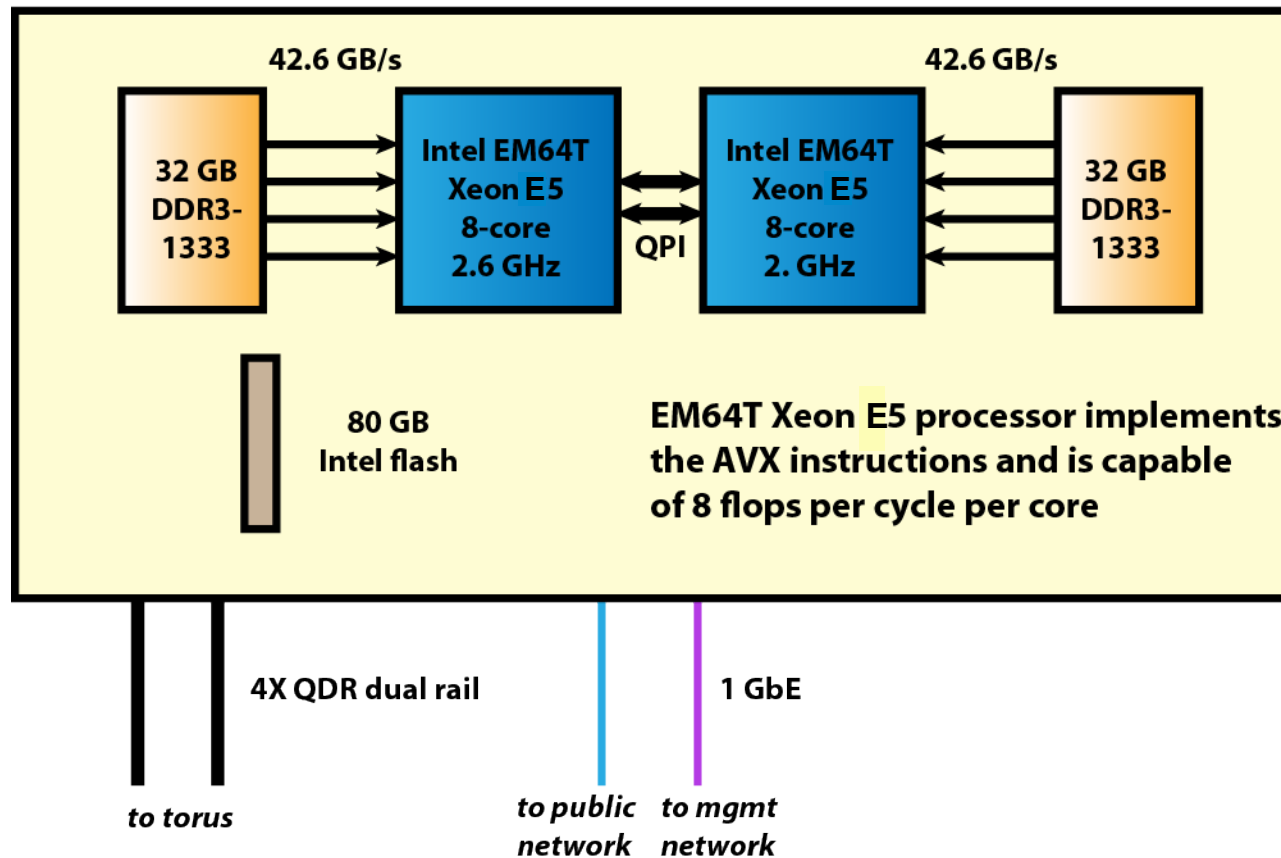 42.6 GB/s
42.6 GB/s
32 GB
DDR3-
1333
Intel EM64T
Xeon E5
8-core
2.6 GHz
QPI
Intel EM64T
Xeon E5
8-core
2. GHz
32 GB
DDR3-
1333
80 GB
Intel flash
EM64T Xeon E5 processor implements
the AVX instructions and is capable
of 8 flops per cycle per core
4X QDR dual rail
1 GbE
to torus
to public
network
to mgmt
network